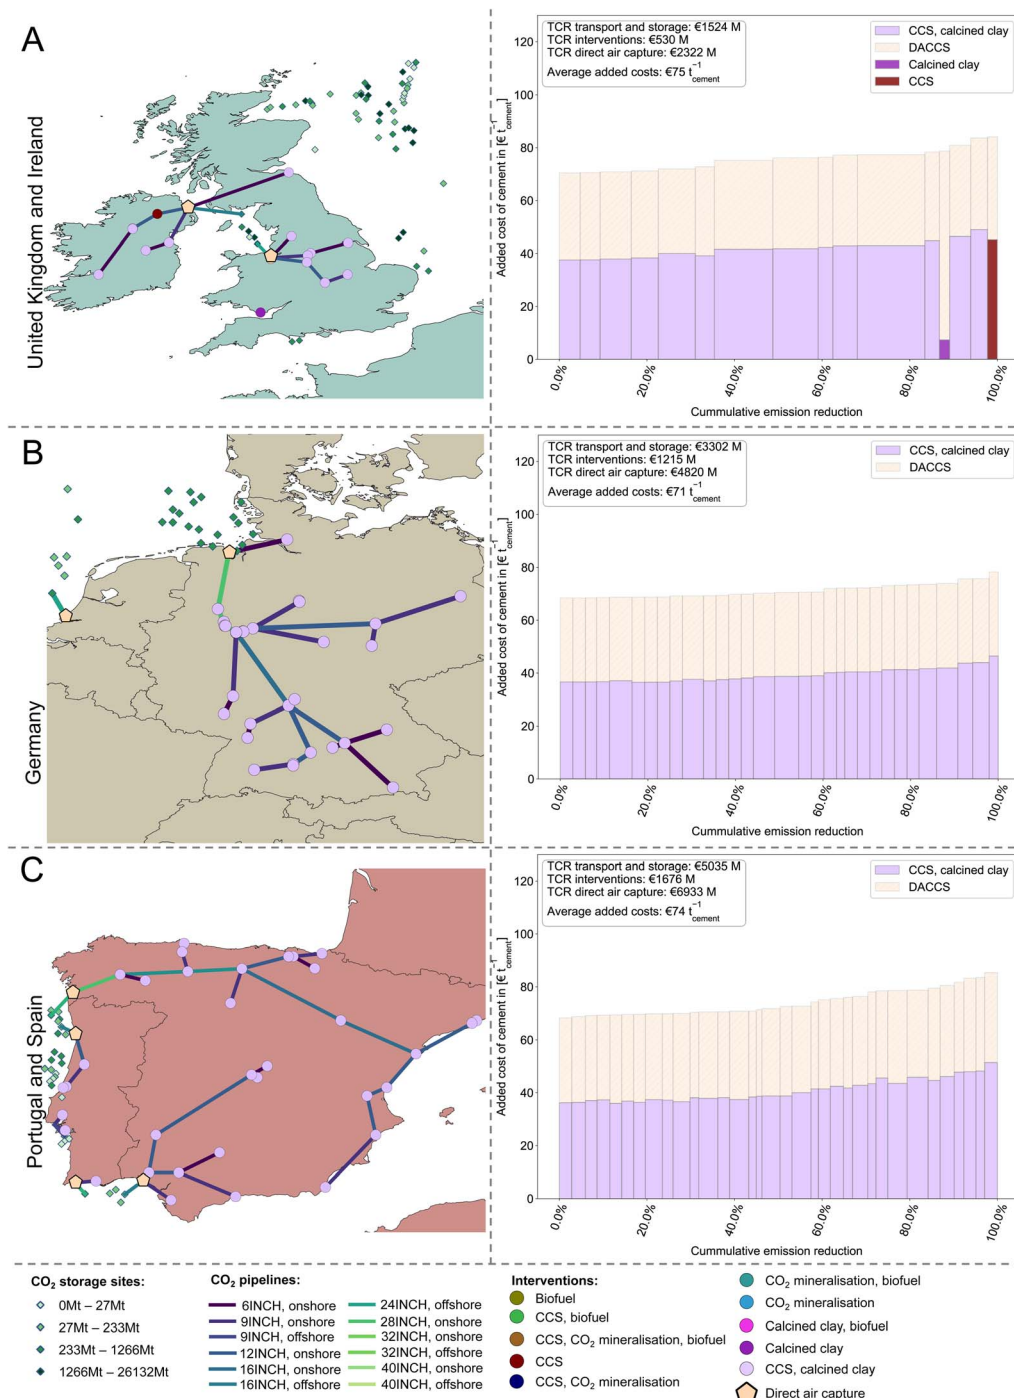 A
United Kingdom and Ireland
TCR transport and storage: €1524 M
TCR interventions: €530 M
TCR direct air capture: €2322 M
Average added costs: €75 t⁻¹cement
CCS, calcined clay
DACCS
Calcined clay
CCS
Added cost of cement in [€ t⁻¹cement]
120
100
80
60
40
20
0
0.0%
20.0%
40.0%
60.0%
80.0%
100.0%
Cummulative emission reduction
B
Germany
TCR transport and storage: €3302 M
TCR interventions: €1215 M
TCR direct air capture: €4820 M
Average added costs: €71 t⁻¹cement
CCS, calcined clay
DACCS
Added cost of cement in [€ t⁻¹cement]
120
100
80
60
40
20
0
0.0%
20.0%
40.0%
60.0%
80.0%
100.0%
Cummulative emission reduction
C
Portugal and Spain
TCR transport and storage: €5035 M
TCR interventions: €1676 M
TCR direct air capture: €6933 M
Average added costs: €74 t⁻¹cement
CCS, calcined clay
DACCS
Added cost of cement in [€ t⁻¹cement]
120
100
80
60
40
20
0
0.0%
20.0%
40.0%
60.0%
80.0%
100.0%
Cummulative emission reduction
CO₂ storage sites:
0Mt – 27Mt
27Mt – 233Mt
233Mt – 1266Mt
1266Mt – 26132Mt
CO₂ pipelines:
6INCH, onshore
9INCH, onshore
9INCH, offshore
12INCH, onshore
16INCH, onshore
16INCH, offshore
24INCH, offshore
28INCH, onshore
32INCH, onshore
32INCH, offshore
40INCH, onshore
40INCH, offshore
Interventions:
Biofuel
CCS, biofuel
CCS, CO₂ mineralisation, biofuel
CCS
CCS, CO₂ mineralisation
CO₂ mineralisation, biofuel
CO₂ mineralisation
Calcined clay, biofuel
Calcined clay
CCS, calcined clay
Direct air capture